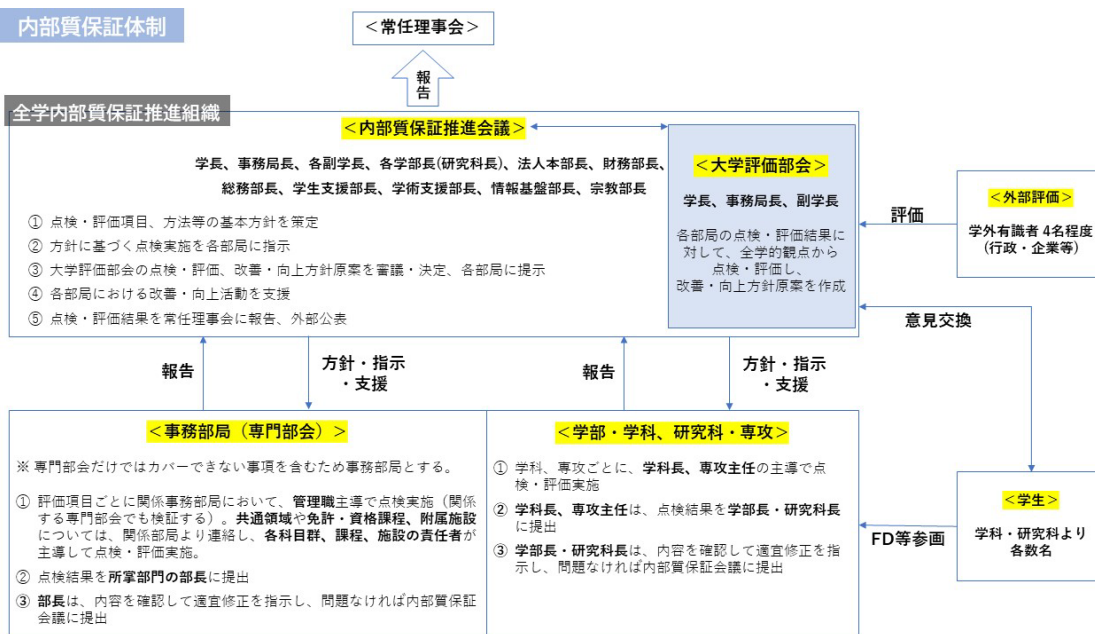 内部質保証体制
＜常任理事会＞
報
告
全学内部質保証推進組織
＜内部質保証推進会議＞
学長、事務局長、各副学長、各学部長(研究科長)、法人本部長、財務部長、
総務部長、学生支援部長、学術支援部長、情報基盤部長、宗教部長
① 点検・評価項目、方法等の基本方針を策定
② 方針に基づく点検実施を各部局に指示
③ 大学評価部会の点検・評価、改善・向上方針原案を審議・決定、各部局に提示
④ 各部局における改善・向上活動を支援
⑤ 点検・評価結果を常任理事会に報告、外部公表
＜大学評価部会＞
学長、事務局長、副学長
各部局の点検・評価結果に
対して、全学的観点から
点検・評価し、
改善・向上方針原案を作成
評価
＜外部評価＞
学外有識者 4名程度
(行政・企業等)
意見交換
報告
方針・指示
・支援
報告
方針・指示
・支援
＜事務部局（専門部会）＞
※ 専門部会だけではカバーできない事項を含むため事務部局とする。
① 評価項目ごとに関係事務部局において、管理職主導で点検実施（関係
する専門部会でも検証する）。共通領域や免許・資格課程、附属施設
については、関係部局より連絡し、各科目群、課程、施設の責任者が
主導して点検・評価実施。
② 点検結果を所掌部門の部長に提出
③ 部長は、内容を確認して適宜修正を指示し、問題なければ内部質保証
会議に提出
＜学部・学科、研究科・専攻＞
① 学科、専攻ごとに、学科長、専攻主任の主導で点
検・評価実施
② 学科長、専攻主任は、点検結果を学部長・研究科長
に提出
③ 学部長・研究科長は、内容を確認して適宜修正を指
示し、問題なければ内部質保証会議に提出
FD等参画
＜学生＞
学科・研究科より
各数名